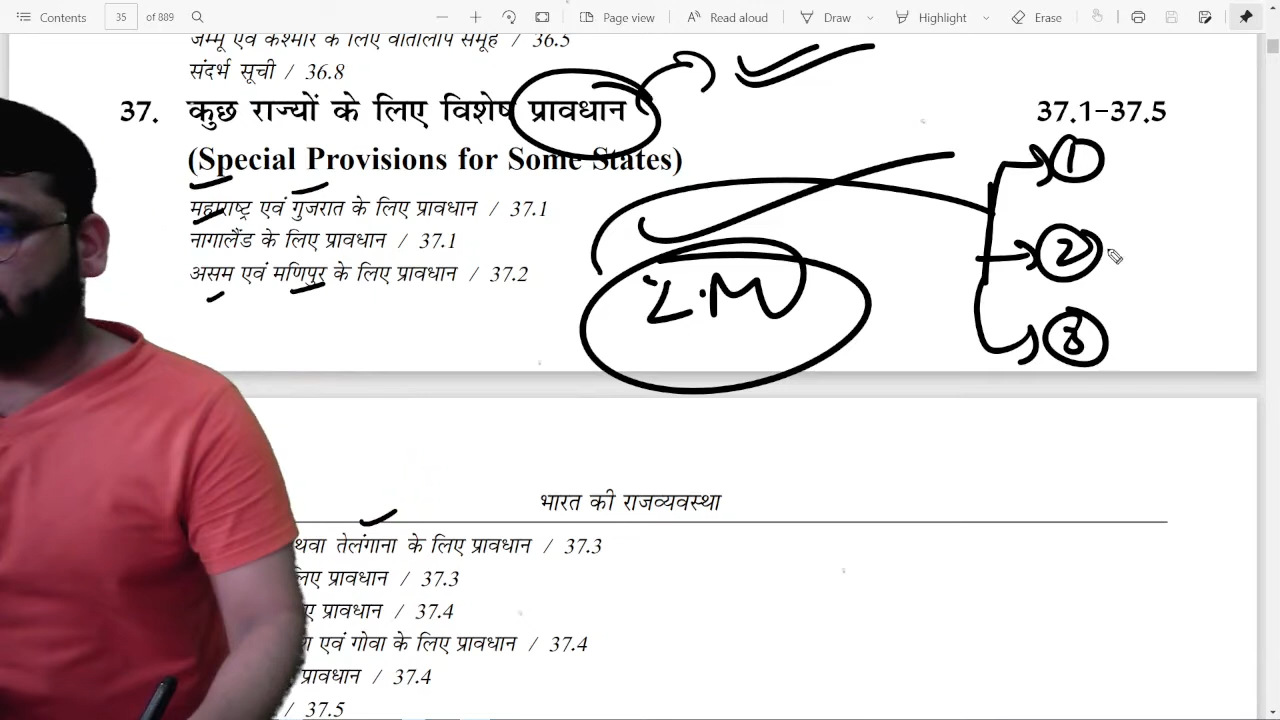 Contents 35 of 889 Page view Read aloud Draw Highlight Erase
जम्मू एवं कश्मीर के लिए वार्तालाप समूह / 36.5
संदर्भ सूची / 36.8
37. कुछ राज्यों के लिए विशेष प्रावधान 37.1–37.5
(Special Provisions for Some States)
1
महाराष्ट्र एवं गुजरात के लिए प्रावधान / 37.1
नागालैंड के लिए प्रावधान / 37.1
2
असम एवं मणिपुर के लिए प्रावधान / 37.2
3
भारत की राजव्यवस्था
थवा तेलंगाना के लिए प्रावधान / 37.3
लिए प्रावधान / 37.3
प्रावधान / 37.4
एवं गोवा के लिए प्रावधान / 37.4
प्रावधान / 37.4
/ 37.5